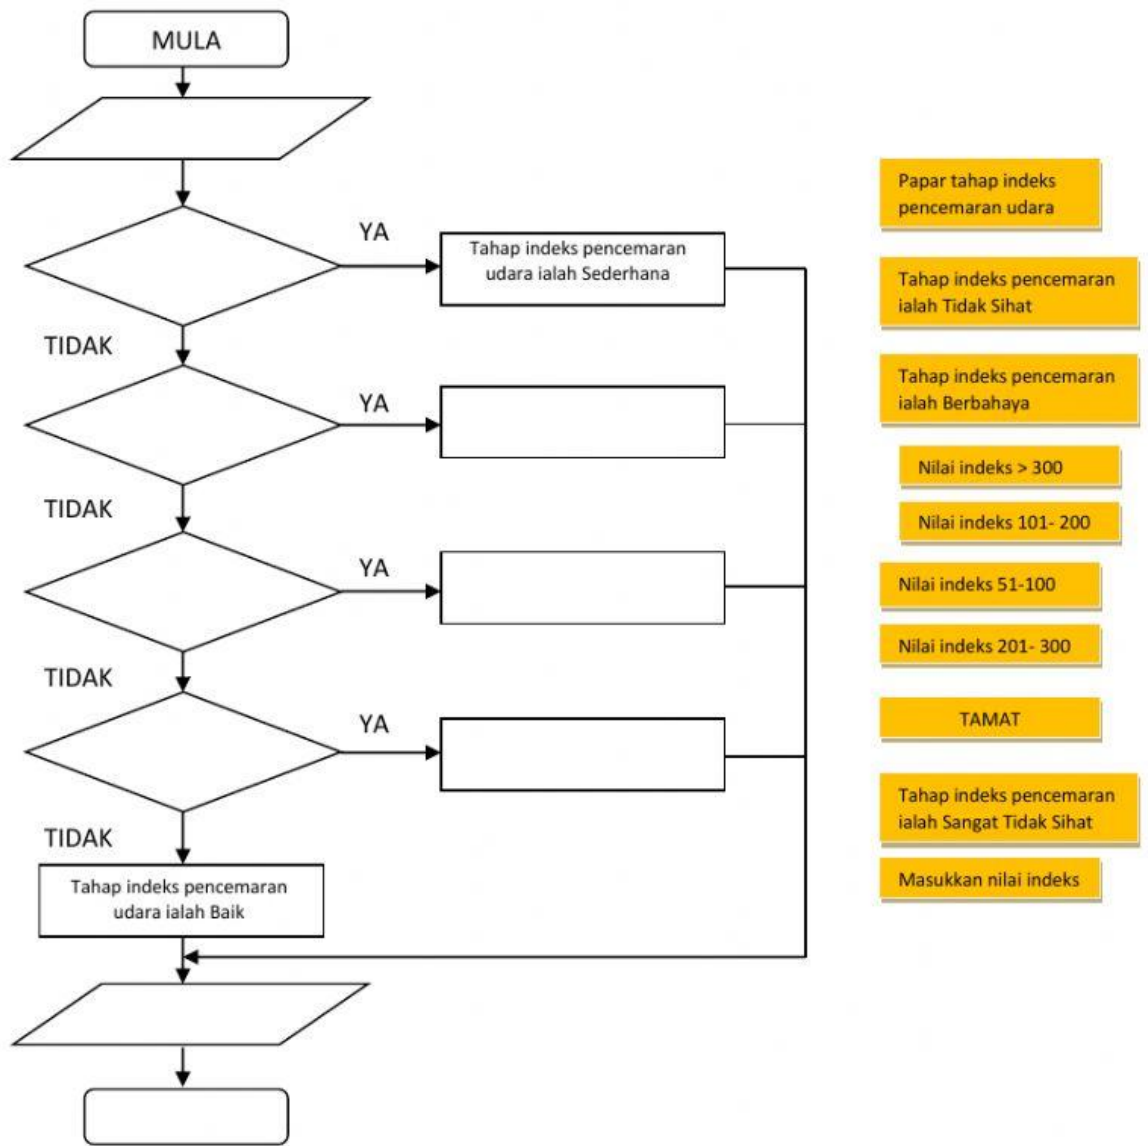 MULA
YA
Tahap indeks pencemaran
udara ialah Sederhana
TIDAK
YA
TIDAK
YA
TIDAK
YA
TIDAK
Tahap indeks pencemaran
udara ialah Baik
Papar tahap indeks
pencemaran udara
Tahap indeks pencemaran
ialah Tidak Sihat
Tahap indeks pencemaran
ialah Berbahaya
Nilai indeks > 300
Nilai indeks 101- 200
Nilai indeks 51-100
Nilai indeks 201- 300
TAMAT
Tahap indeks pencemaran
ialah Sangat Tidak Sihat
Masukkan nilai indeks